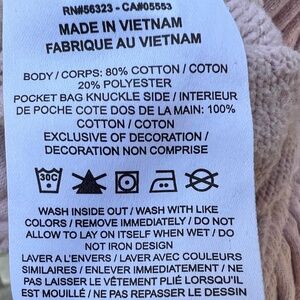 RN#56323 - CA#05553
MADE IN VIETNAM
FABRIQUE AU VIETNAM
BODY / CORPS: 80% COTTON / COTON
20% POLYESTER
POCKET BAG KNUCKLE SIDE / INTERIEUR
DE POCHE COTE DOS DE LA MAIN: 100%
COTTON / COTON
EXCLUSIVE OF DECORATION /
DECORATION NON COMPRISE
30C
WASH INSIDE OUT / WASH WITH LIKE
COLORS / REMOVE IMMEDIATELY / DO NOT
ALLOW TO LAY ON ITSELF WHEN WET / DO
NOT IRON DESIGN
LAVER A L'ENVERS / LAVER AVEC COULEURS
SIMILAIRES / ENLEVER IMMEDIATEMENT / NE
PAS LAISSER LE VÊTEMENT PLIÉ LORSQU'IL
EST MOUILLÉ / NE PAS REPASSER LE DESSIN